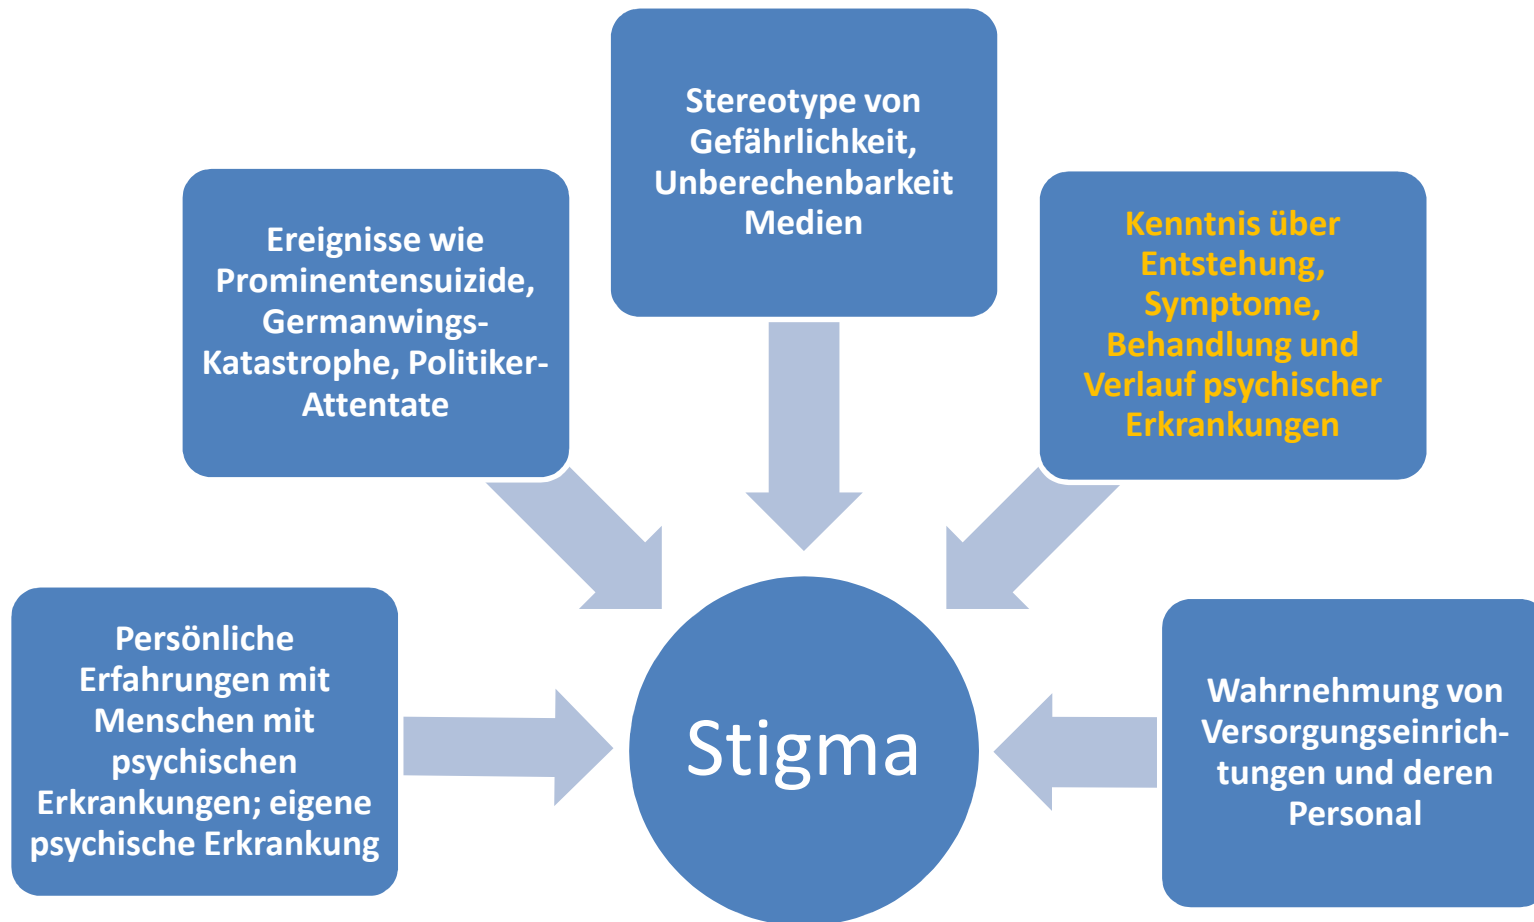 Stereotype von
Gefährlichkeit,
Unberechenbarkeit
Medien
Ereignisse wie
Prominentensuizide,
Germanwings-
Katastrophe, Politiker-
Attentate
Kenntnis über
Entstehung,
Symptome,
Behandlung und
Verlauf psychischer
Erkrankungen
Persönliche
Erfahrungen mit
Menschen mit
psychischen
Erkrankungen; eigene
psychische Erkrankung
Stigma
Wahrnehmung von
Versorgungseinrich-
tungen und deren
Personal